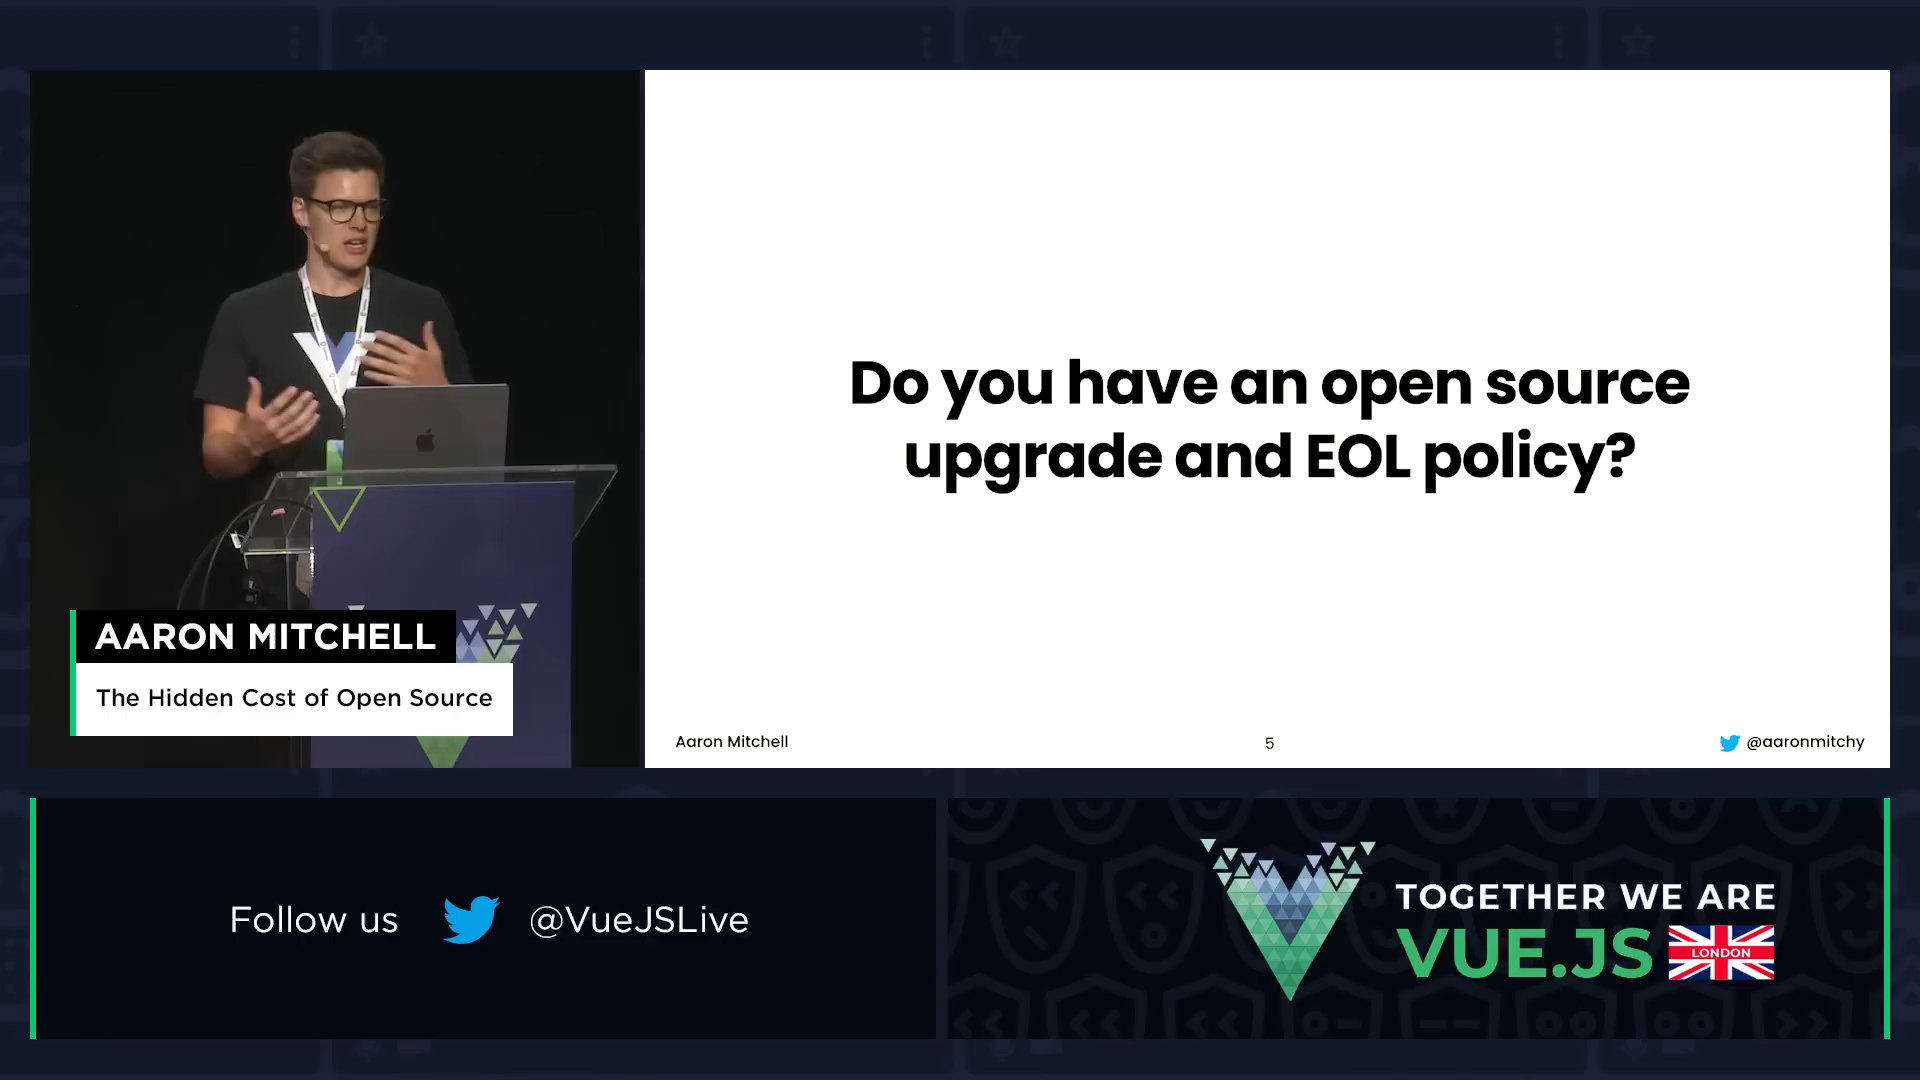 Do you have an open source
upgrade and EOL policy?
AARON MITCHELL
The Hidden Cost of Open Source
Aaron Mitchell
5
@aaronmitchy
Follow us
@VueJSLive
TOGETHER WE ARE
VUE.JS
LONDON